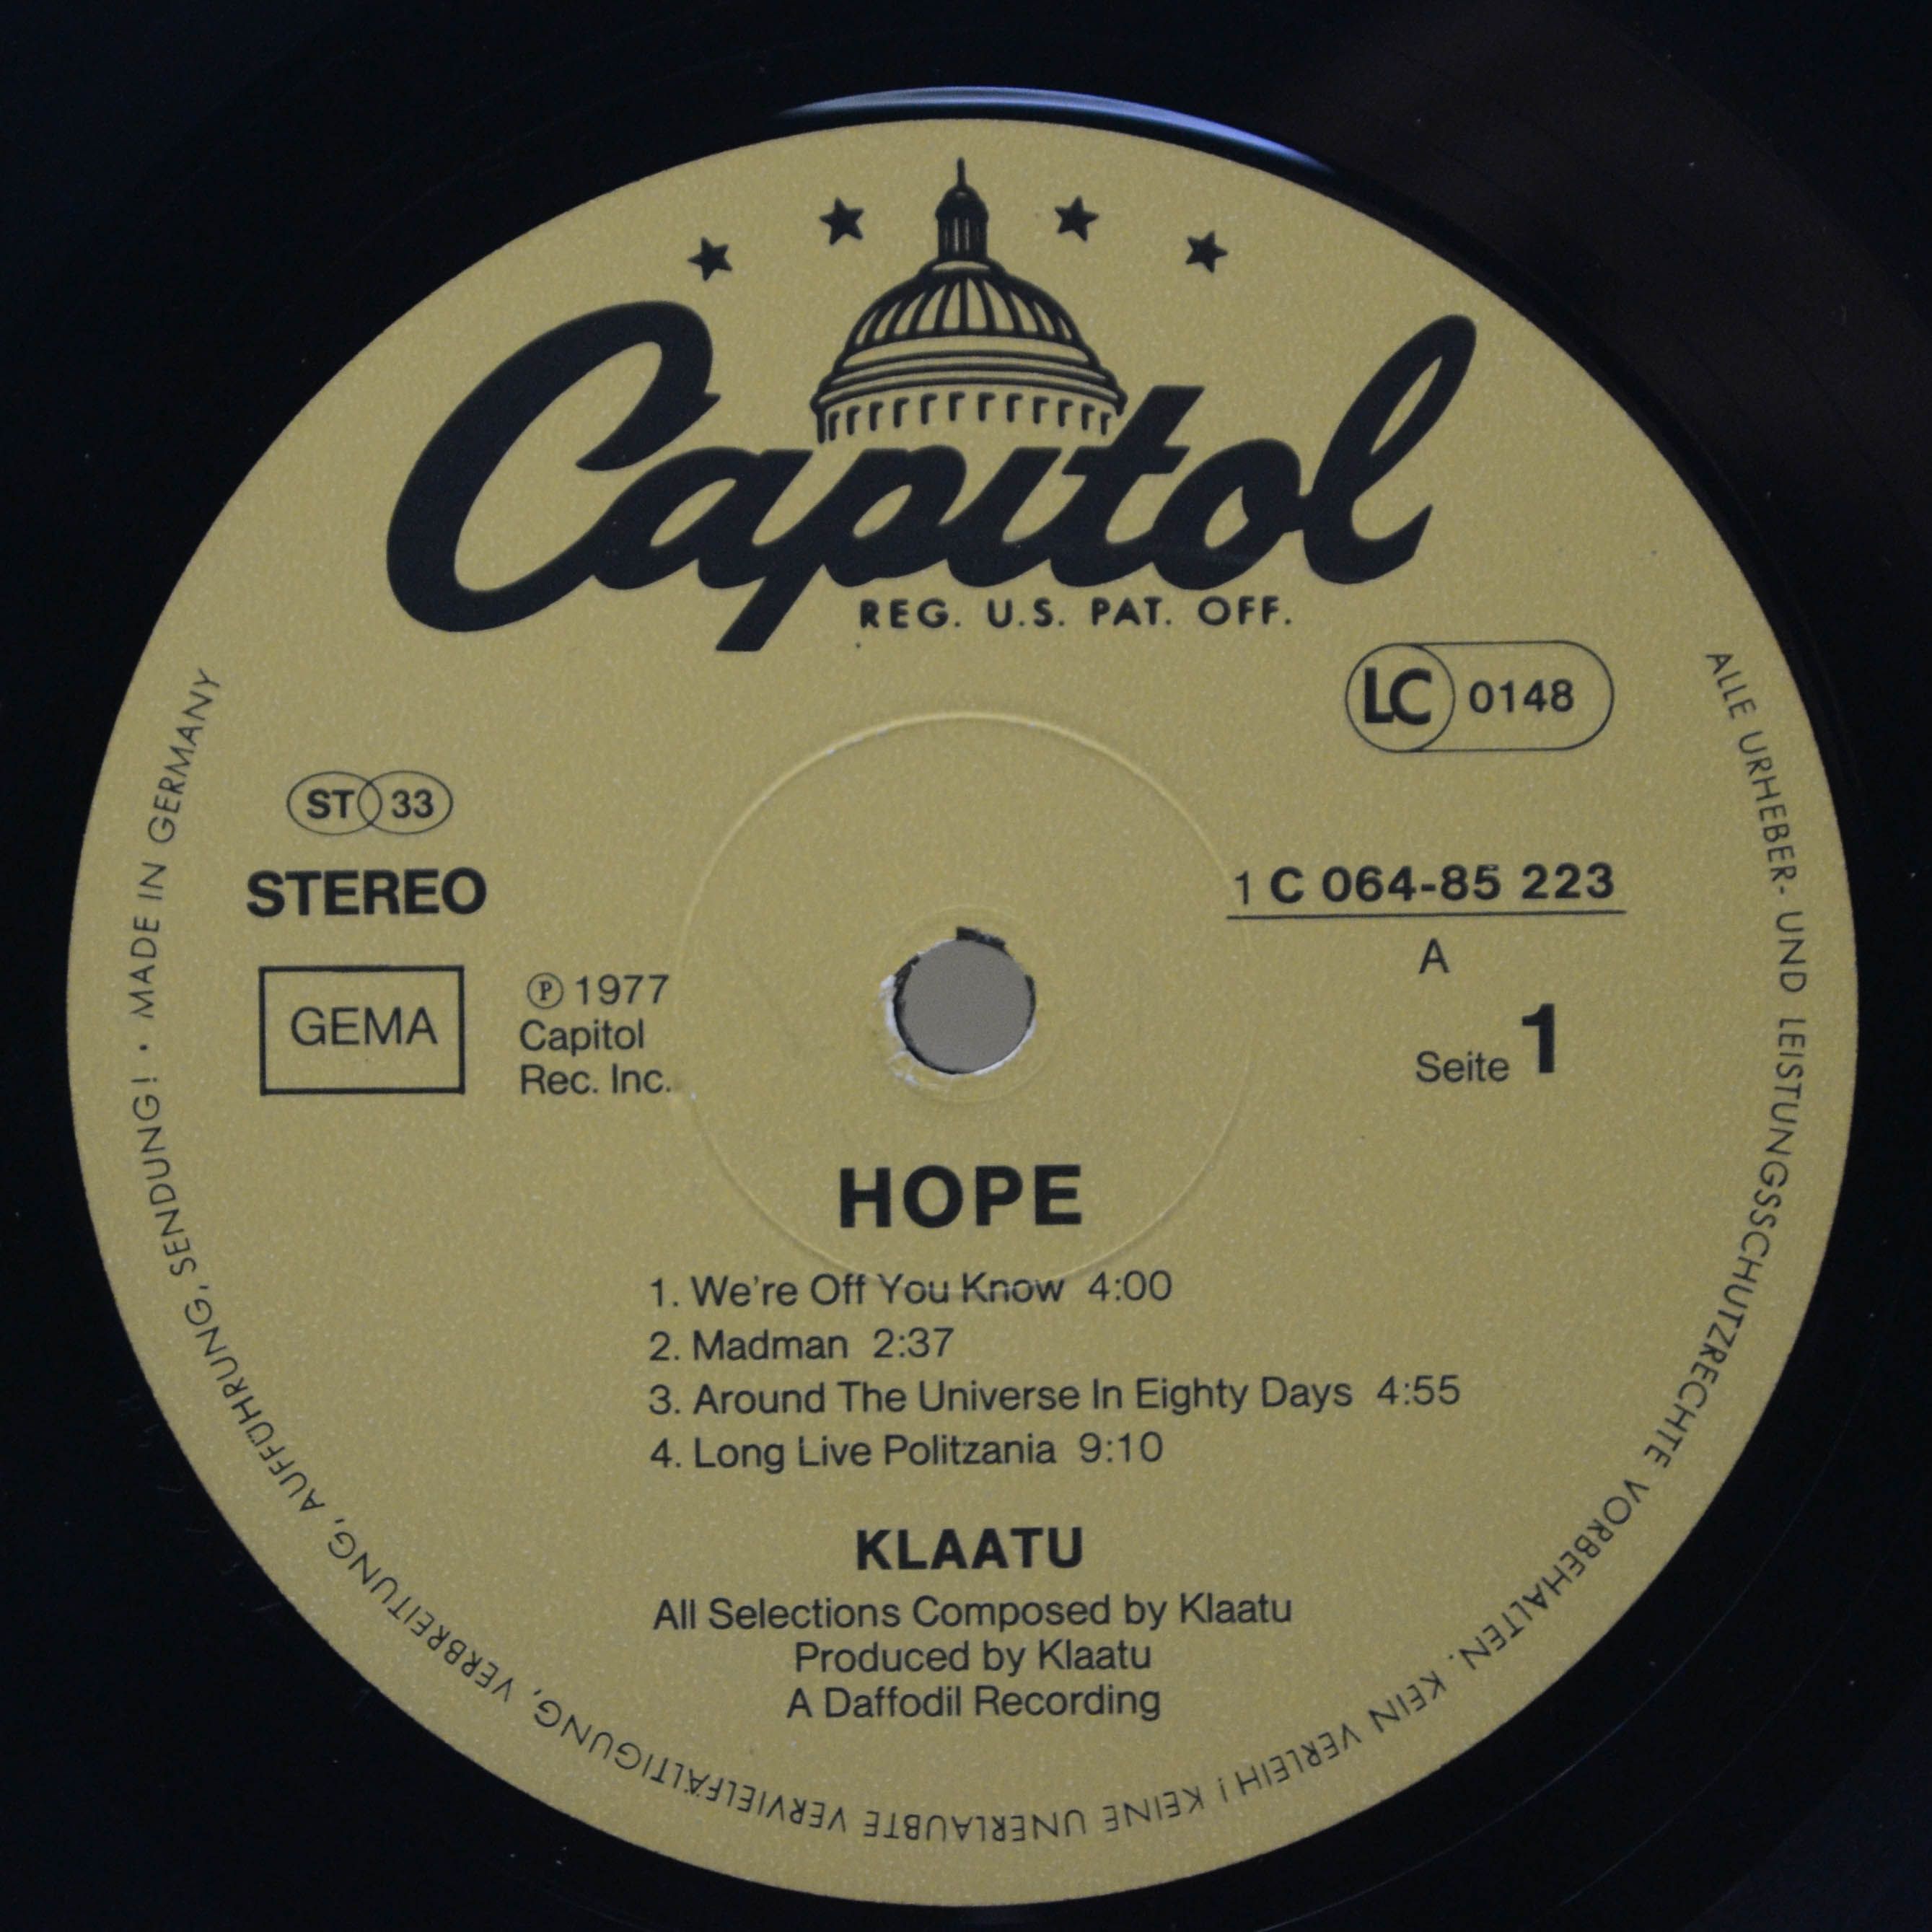 Capitol
REG. U.S. PAT. OFF.
LC 0148
ST 33
STEREO
GEMA
℗ 1977
Capitol
Rec. Inc.
1 C 064-85 223
A
Seite 1
HOPE
1. We're Off You Know 4:00
2. Madman 2:37
3. Around The Universe In Eighty Days 4:55
4. Long Live Politzania 9:10
KLAATU
All Selections Composed by Klaatu
Produced by Klaatu
A Daffodil Recording
ALLE URHEBER- UND LEISTUNGSSCHUTZRECHTE VORBEHALTEN. KEIN VERLEIH! KEINE UNERLAUBTE VERVIELFÄLTIGUNG, VERBREITUNG, AUFFÜHRUNG, SENDUNG! · MADE IN GERMANY